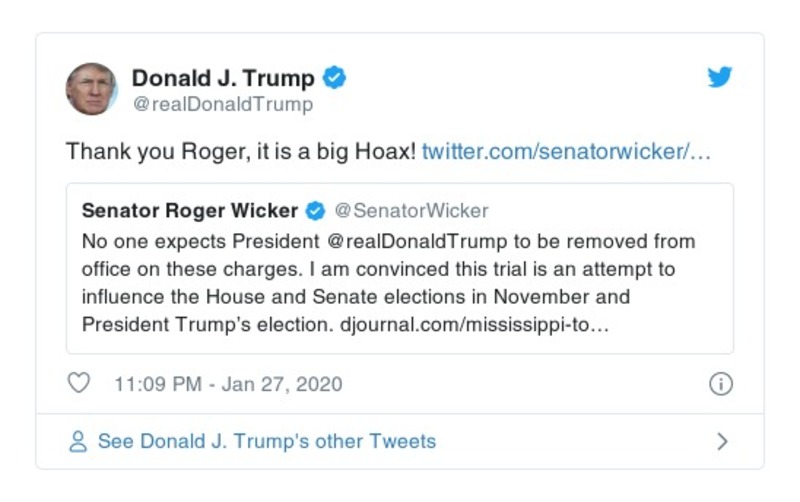 Donald J. Trump
@realDonaldTrump
Thank you Roger, it is a big Hoax! twitter.com/senatorwicker/…
Senator Roger Wicker @SenatorWicker
No one expects President @realDonaldTrump to be removed from
office on these charges. I am convinced this trial is an attempt to
influence the House and Senate elections in November and
President Trump’s election. djournal.com/mississippi-to…
11:09 PM - Jan 27, 2020
See Donald J. Trump's other Tweets